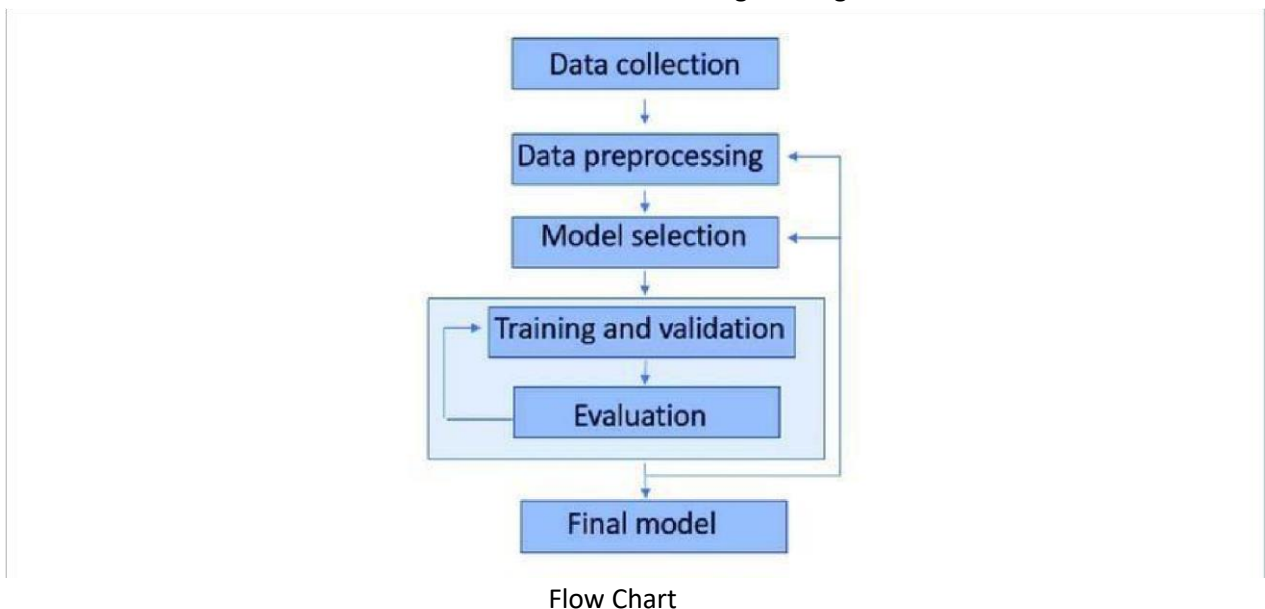 Data collection
Data preprocessing
Model selection
Training and validation
Evaluation
Final model
Flow Chart